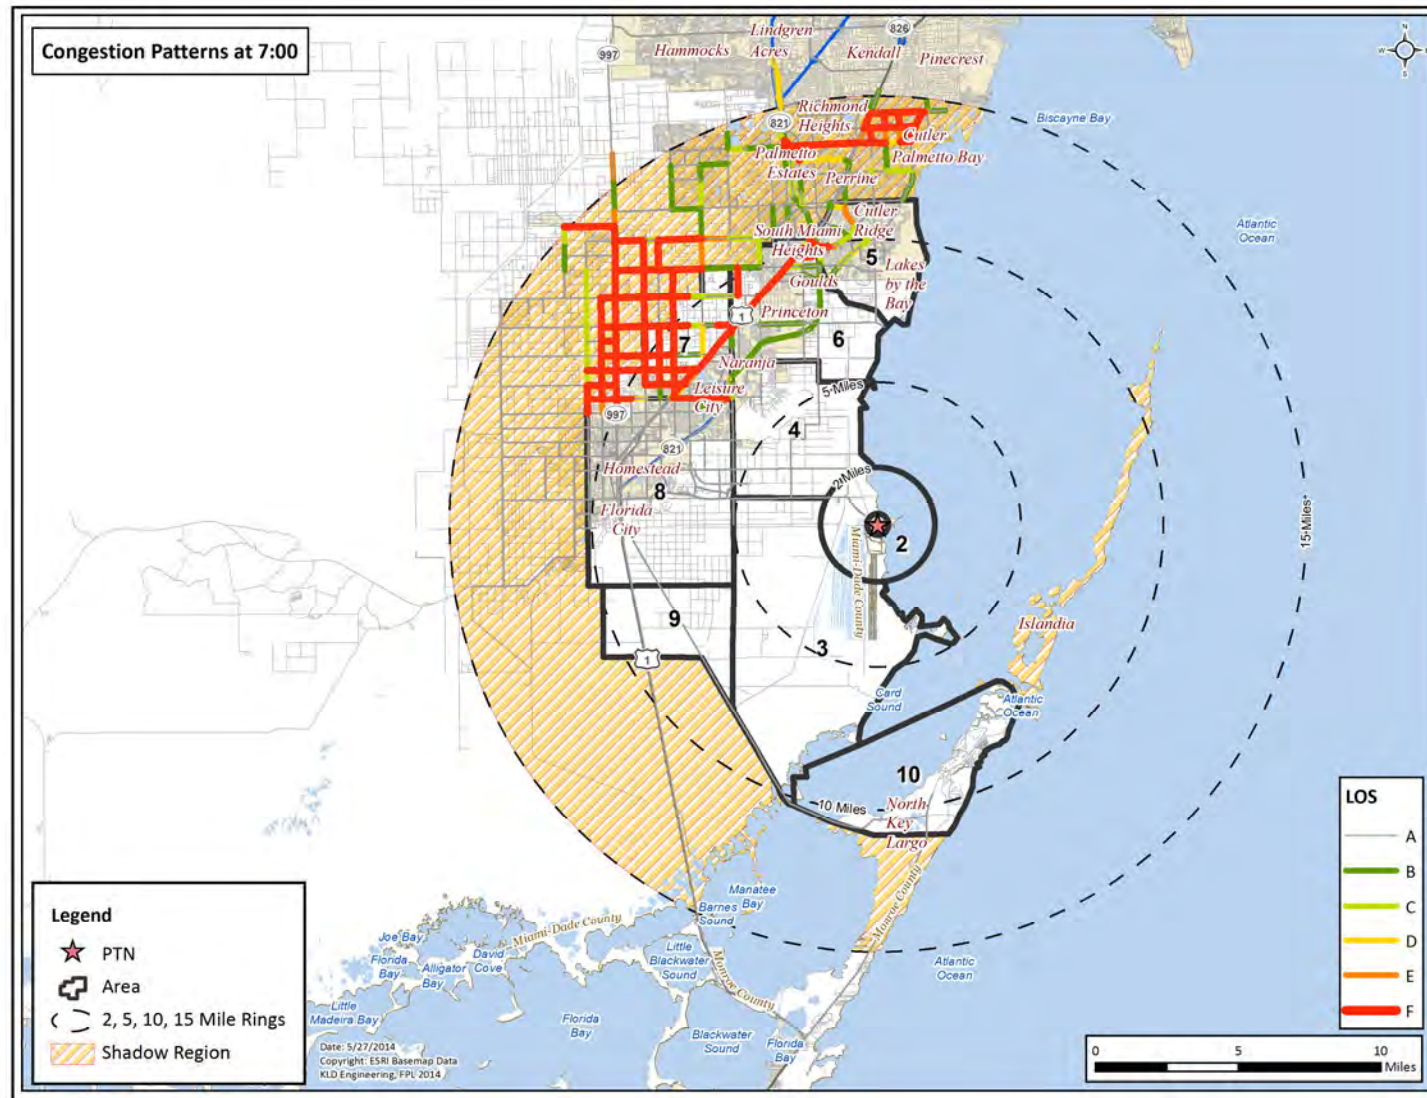 Congestion Patterns at 7:00
997
Hammocks
Lindgren
Acres
826
Kendall
Pinecrest
N
W
S
821
Richmond
Heights
Biscayne Bay
Cutler
Palmetto Bay
Palmetto
Estates
Perrine
Cutler
Ridge
South Miami
Heights
5
Lakes
by the
Bay
Goulds
Atlantic
Ocean
1
Princeton
6
7
Naranja
Leisure
City
5 Miles
997
4
821
Homestead
8
2 Miles
Florida
City
2
Miami-Dade County
15 Miles
9
Islandia
1
3
Card
Sound
Atlantic
Ocean
10
10 Miles
North
Key
Largo
Monroe County
Manatee
Bay
Barnes
Sound
Miami-Dade County
Joe Bay
Florida
Bay
Alligator
Bay
David
Cove
Little
Blackwater
Sound
Monroe County
Atlantic
Ocean
Little
Madeira Bay
Florida
Bay
Blackwater
Sound
Florida
Bay
Legend
PTN
Area
2, 5, 10, 15 Mile Rings
Shadow Region
Date: 5/27/2014
Copyright: ESRI Basemap Data
KLD Engineering, FPL 2014
LOS
A
B
C
D
E
F
0 5 10
Miles